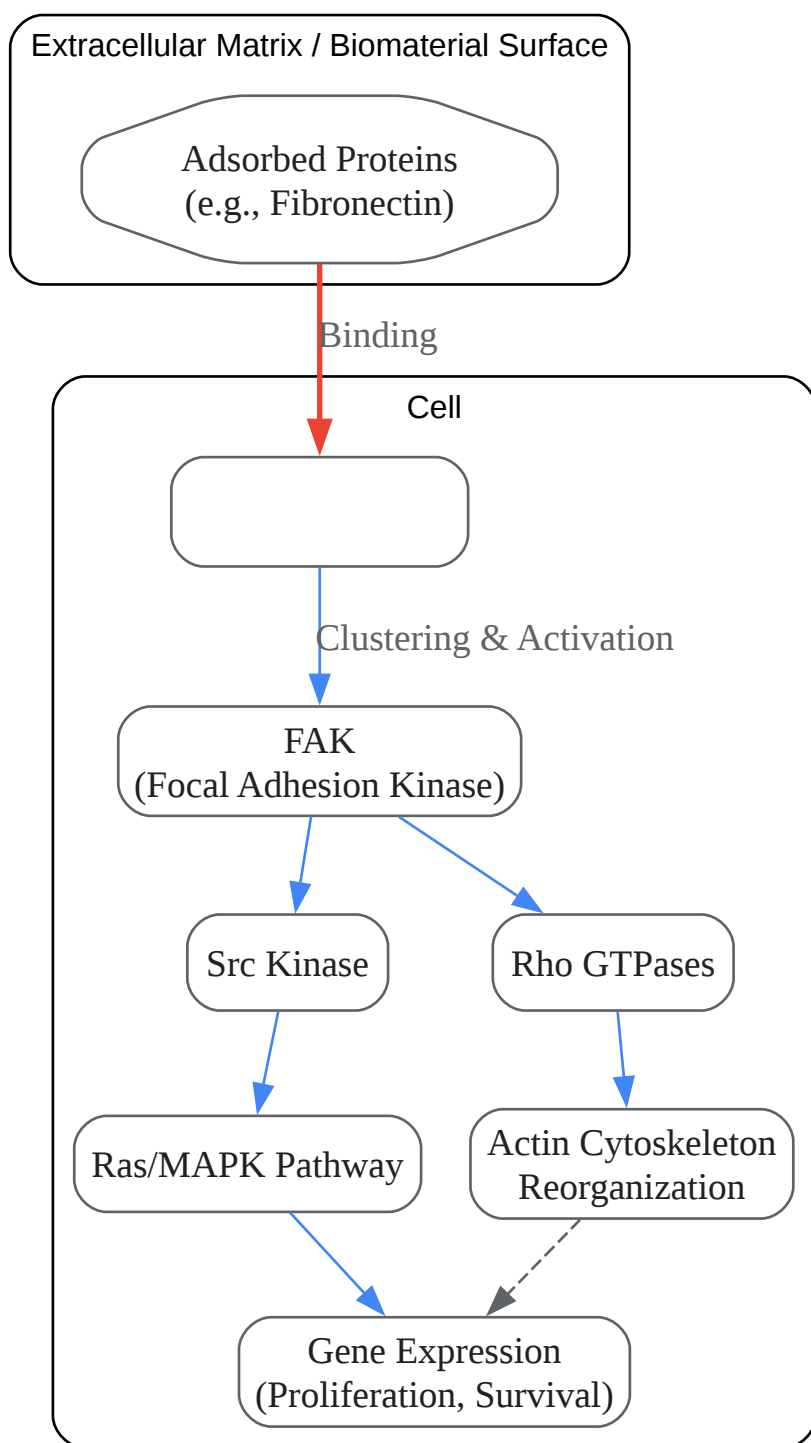 Extracellular Matrix / Biomaterial Surface
Adsorbed Proteins
(e.g., Fibronectin)
Binding
Cell
Clustering & Activation
FAK
(Focal Adhesion Kinase)
Src Kinase
Rho GTPases
Ras/MAPK Pathway
Actin Cytoskeleton
Reorganization
Gene Expression
(Proliferation, Survival)